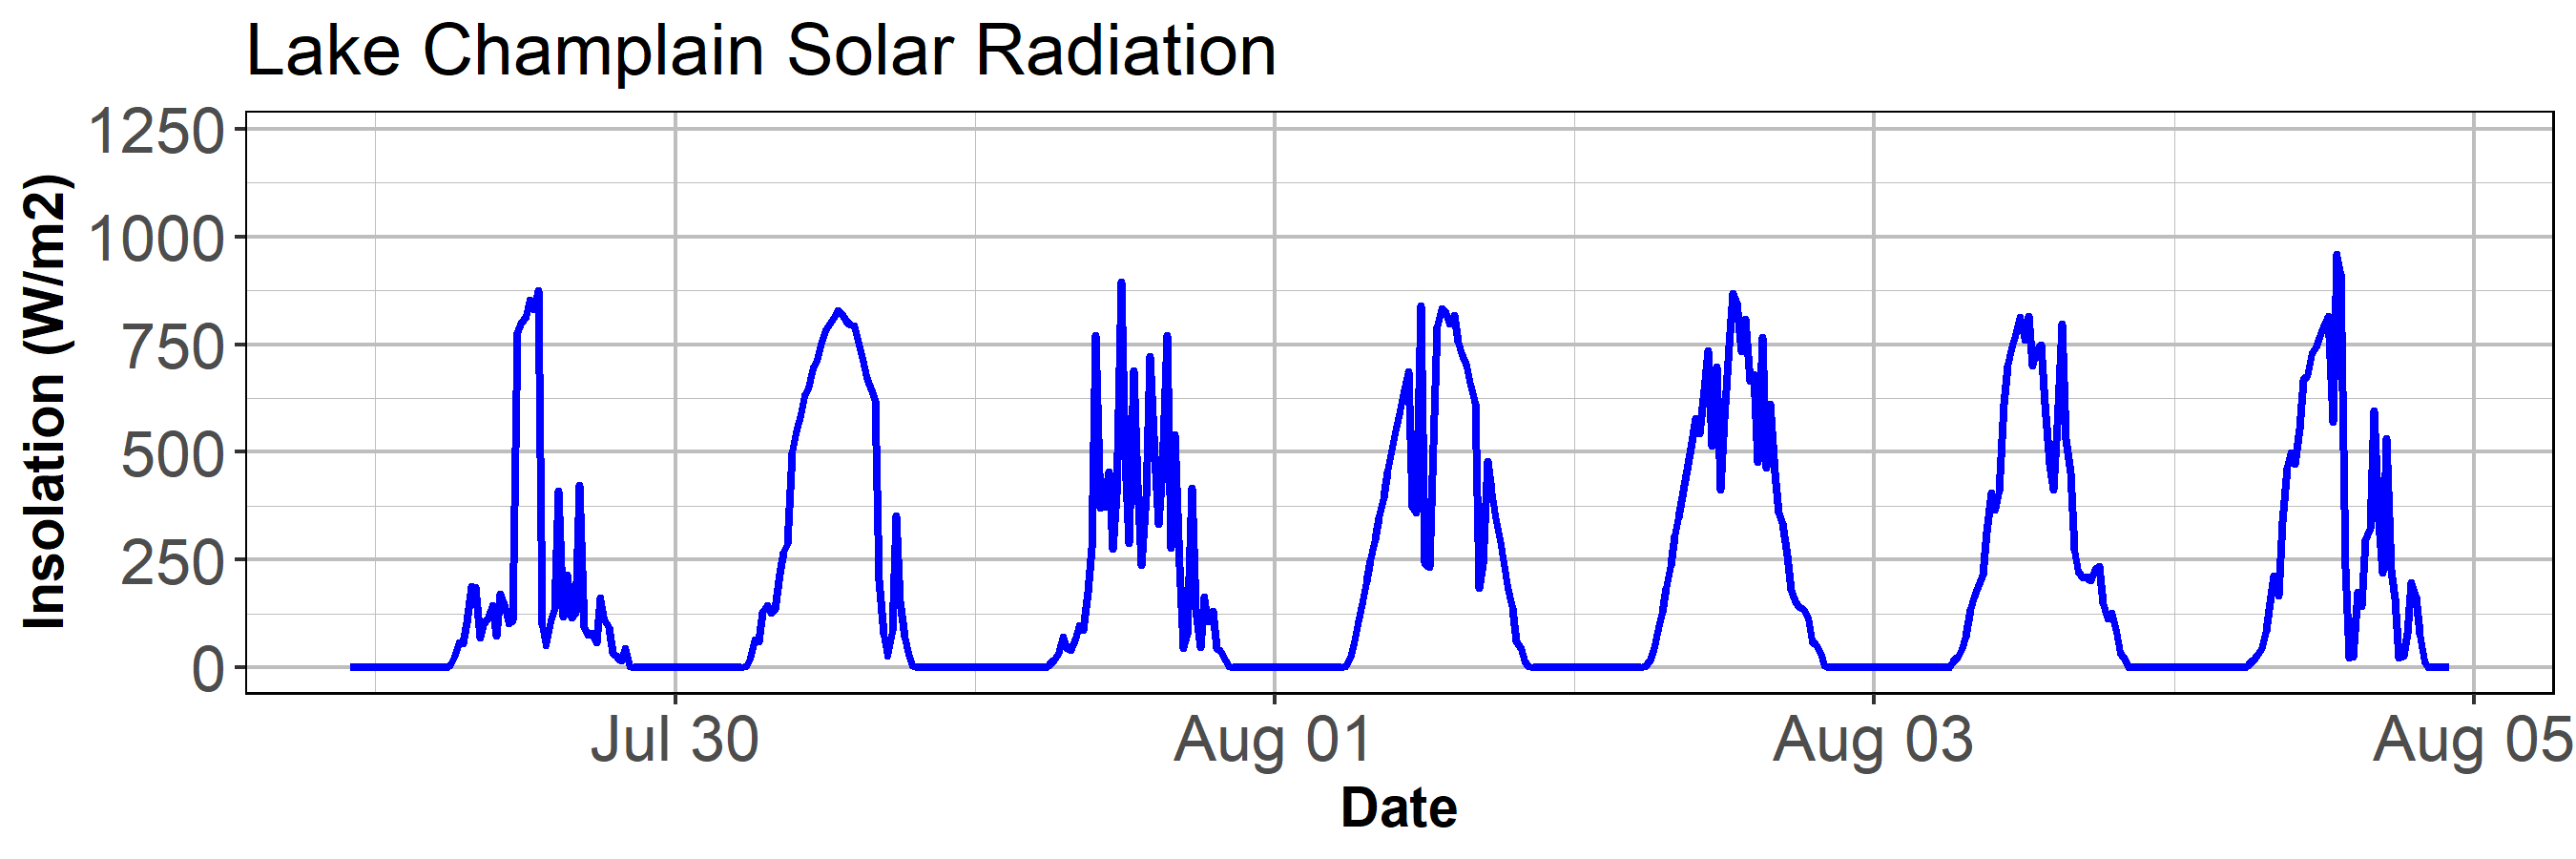 Lake Champlain Solar Radiation
Insolation (W/m2)
1250
1000
750
500
250
0
Jul 30 Aug 01 Aug 03 Aug 05
Date